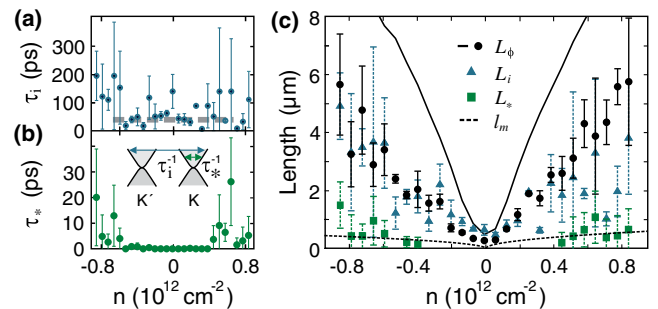 (a)
300
200
100
0
τi (ps)
(b)
30
20
10
0
τ* (ps)
τi⁻¹
τ*⁻¹
K´
K
-0.8
0
0.8
n (10¹² cm⁻²)
(c)
8
6
4
2
0
Length (µm)
Lϕ
Li
L*
lm
-0.8
-0.4
0
0.4
0.8
n (10¹² cm⁻²)